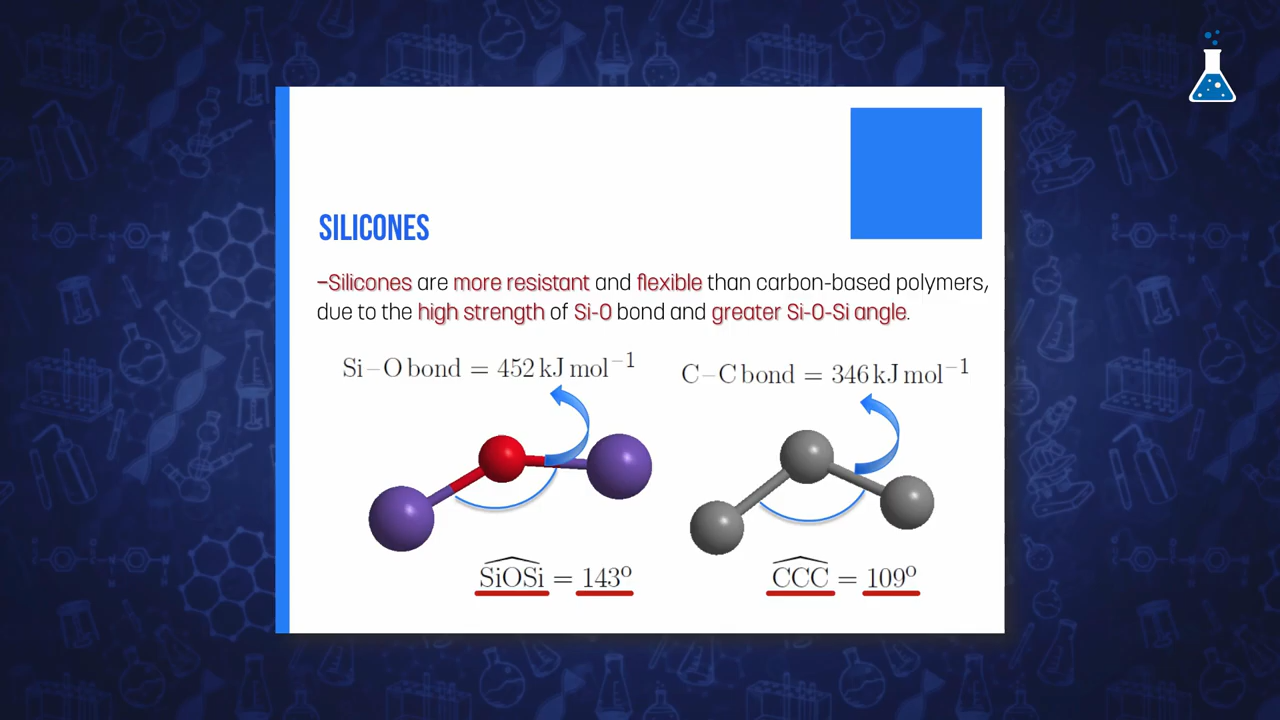 SILICONES
–Silicones are more resistant and flexible than carbon-based polymers,
due to the high strength of Si-O bond and greater Si-O-Si angle.
Si–O bond = 452 kJ mol⁻¹
C–C bond = 346 kJ mol⁻¹
SiOSi = 143º
CCC = 109º